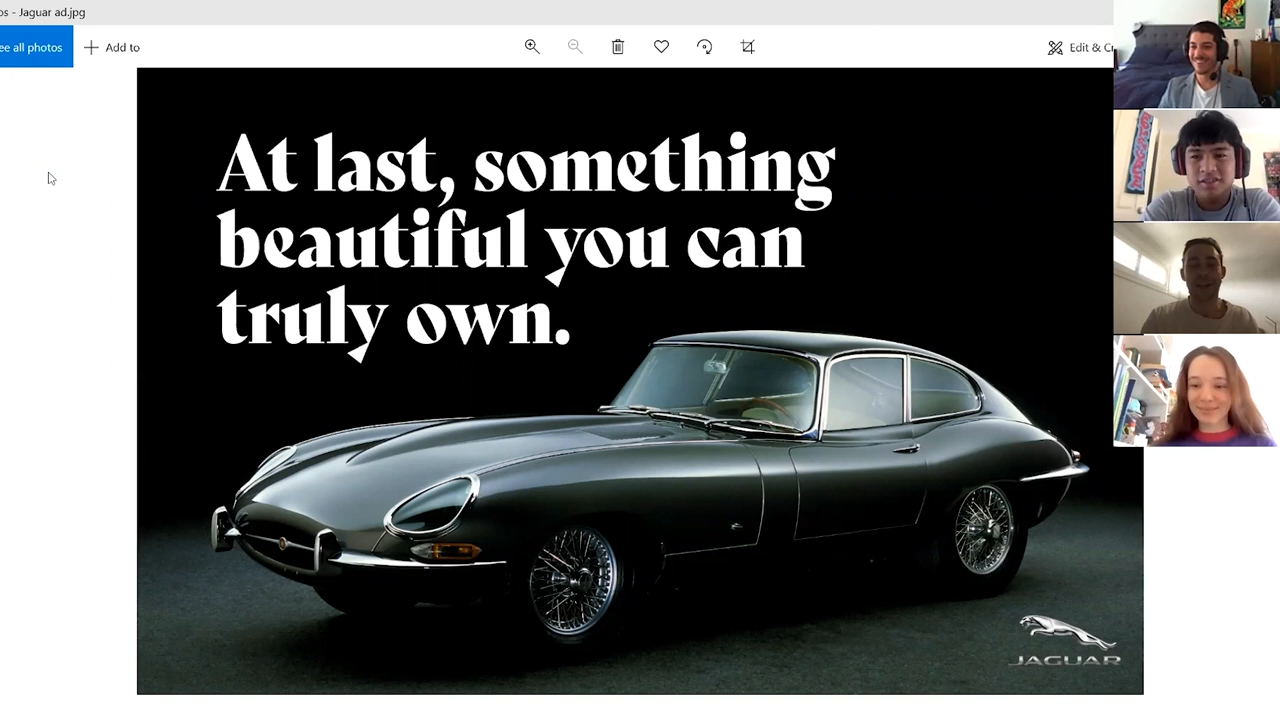 os - Jaguar ad.jpg
ee all photos
Add to
Edit & Cr
At last, something
beautiful you can
truly own.
JAGUAR